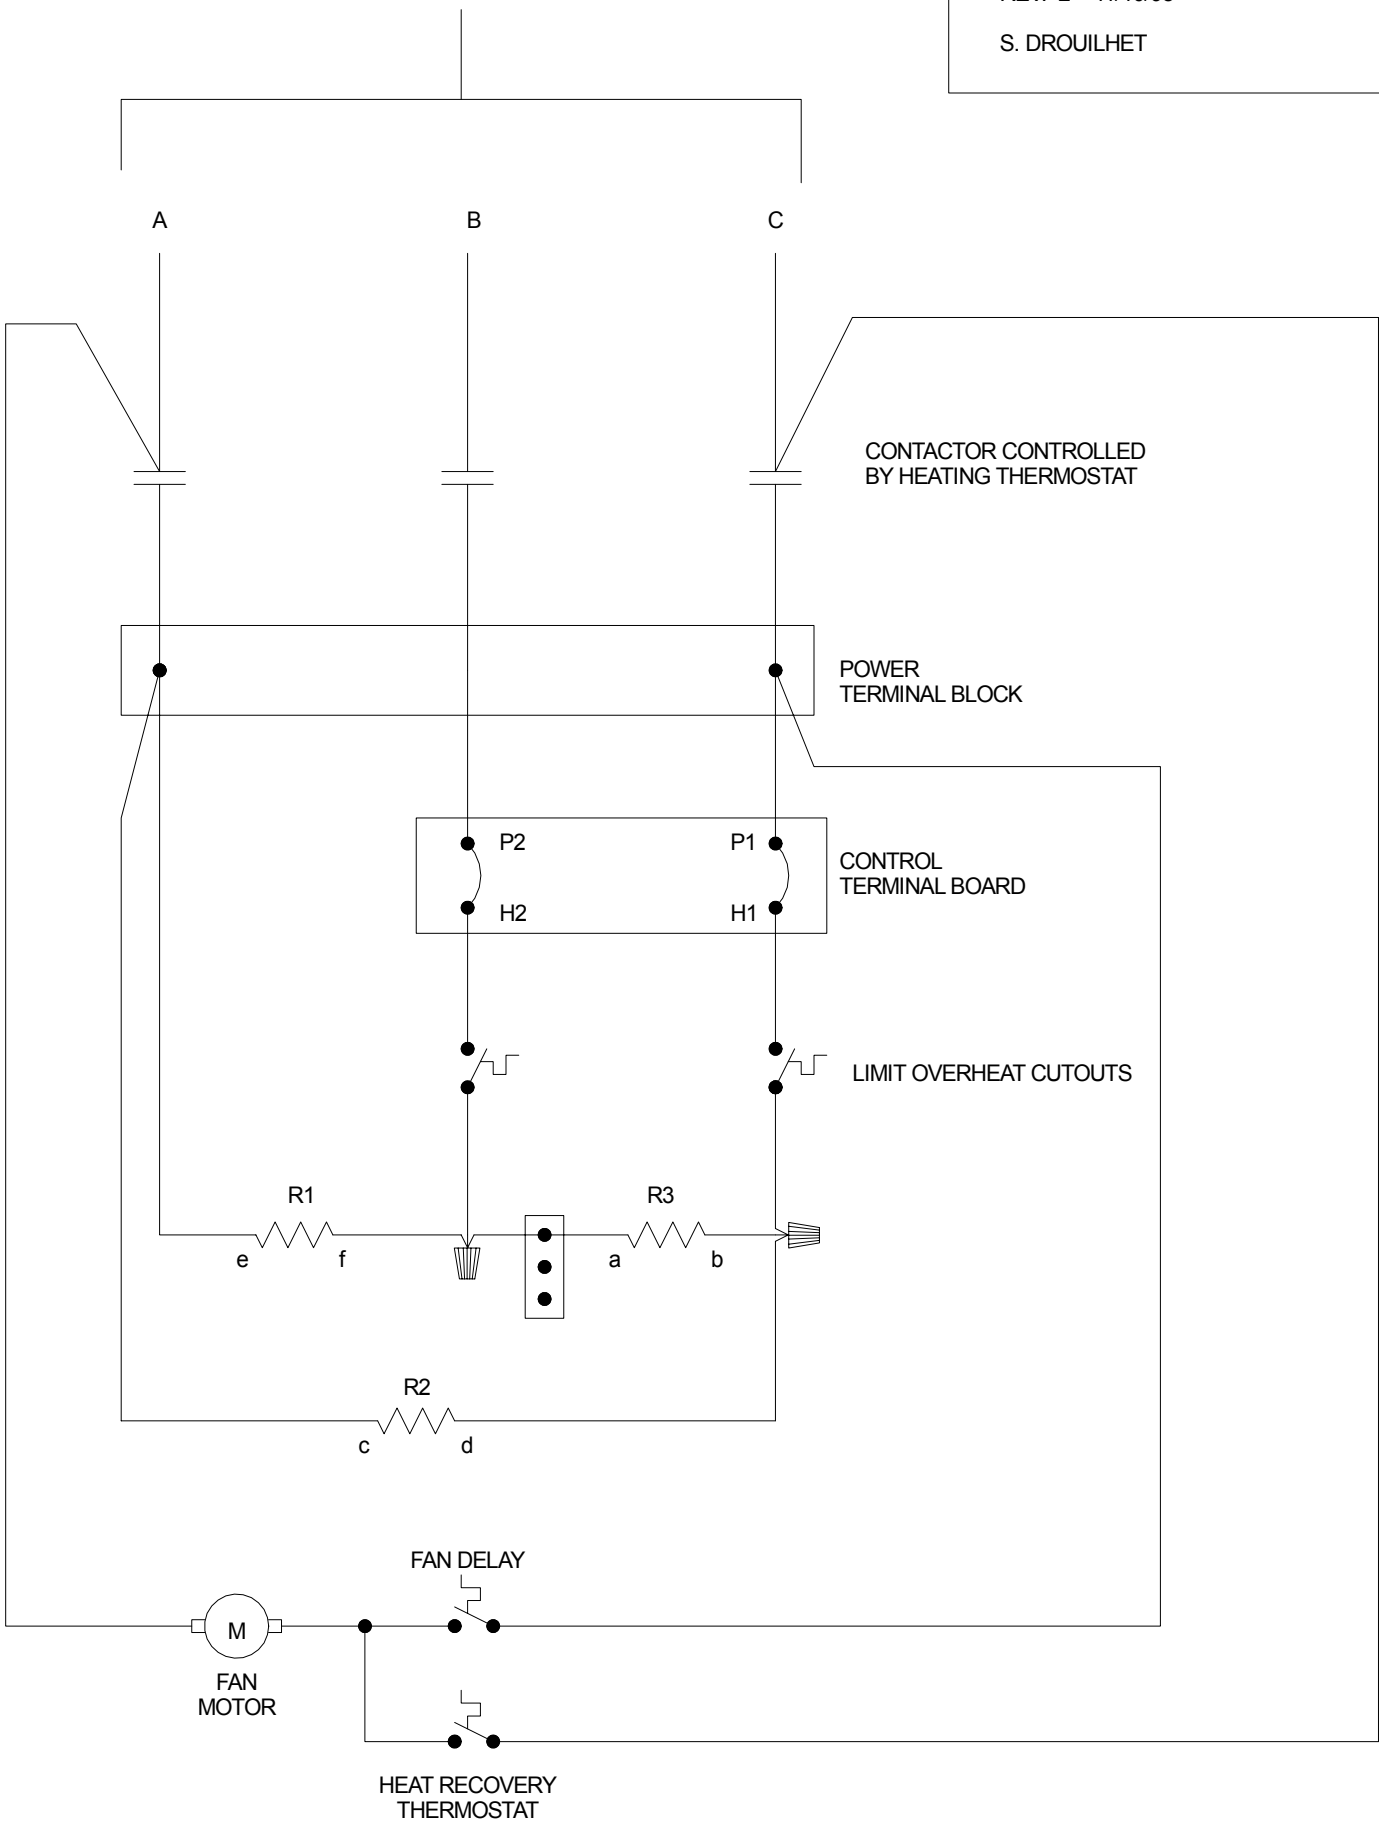 S. DROUILHET
A
B
C
CONTACTOR CONTROLLED
BY HEATING THERMOSTAT
POWER
TERMINAL BLOCK
P2
P1
CONTROL
TERMINAL BOARD
H2
H1
LIMIT OVERHEAT CUTOUTS
R1
R3
e
f
a
b
R2
c
d
FAN DELAY
M
FAN
MOTOR
HEAT RECOVERY
THERMOSTAT